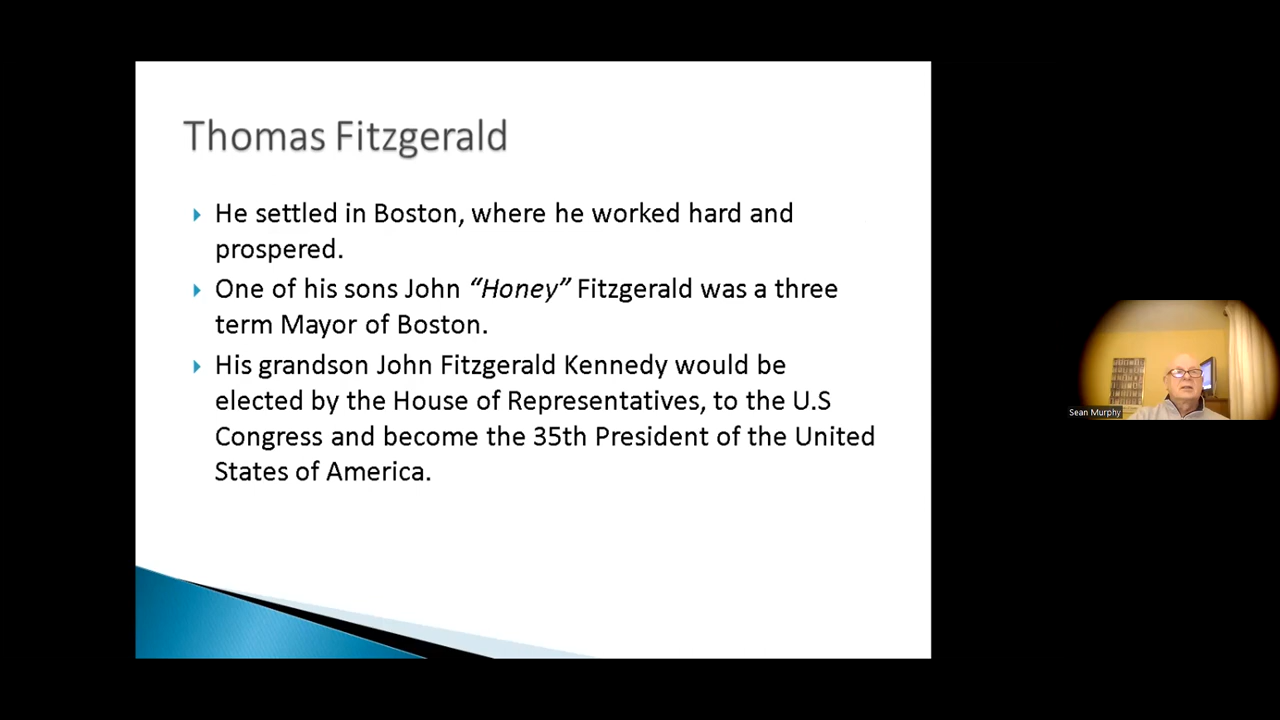 Thomas Fitzgerald
He settled in Boston, where he worked hard and
prospered.
One of his sons John “Honey” Fitzgerald was a three
term Mayor of Boston.
His grandson John Fitzgerald Kennedy would be
elected by the House of Representatives, to the U.S
Congress and become the 35th President of the United
States of America.
Sean Murphy